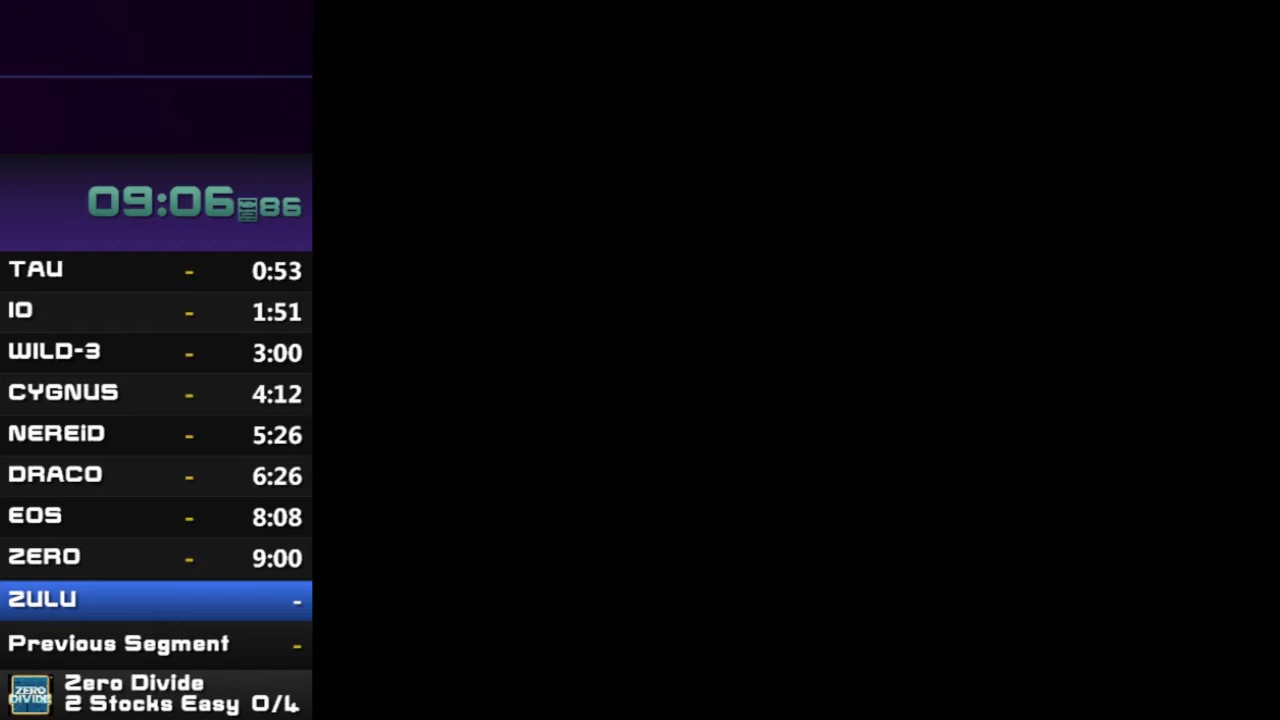 09:06 86
TAU - 0:53
IO - 1:51
WILD-3 - 3:00
CYGNUS - 4:12
NEREiD - 5:26
DRACO - 6:26
EOS - 8:08
ZERO - 9:00
ZULU -
Previous Segment -
ZERO DIVIDE
Zero Divide
2 Stocks Easy 0/4